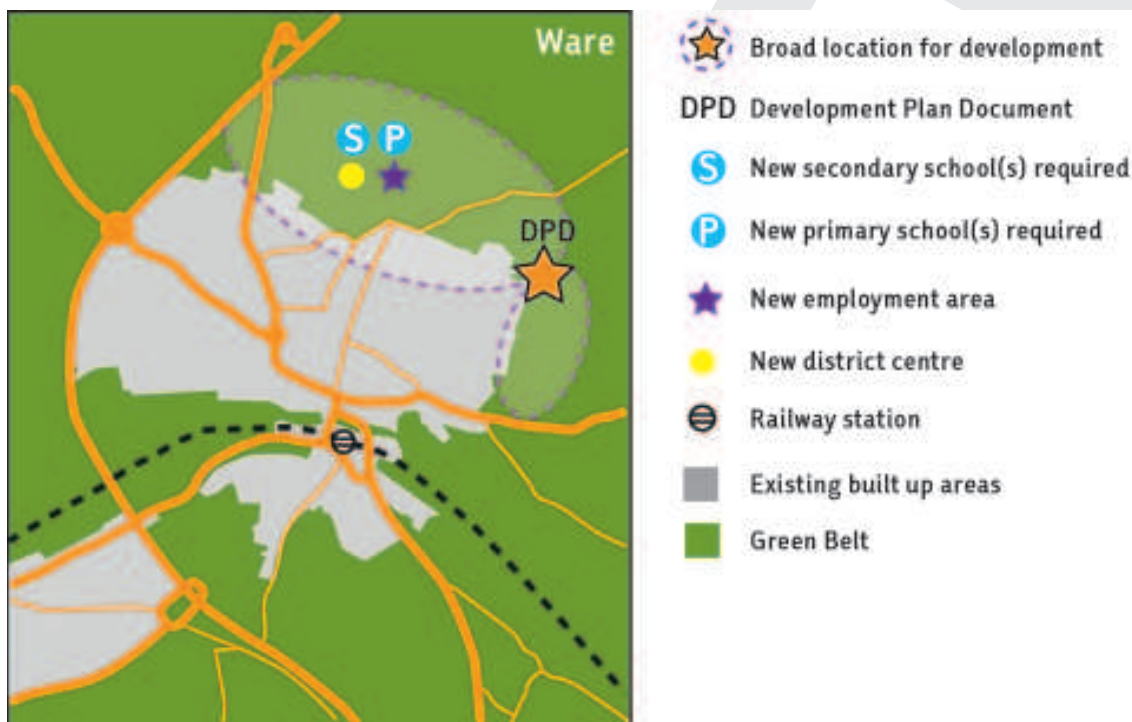 Ware
S P
DPD
Broad location for development
DPD Development Plan Document
S New secondary school(s) required
P New primary school(s) required
New employment area
New district centre
Railway station
Existing built up areas
Green Belt